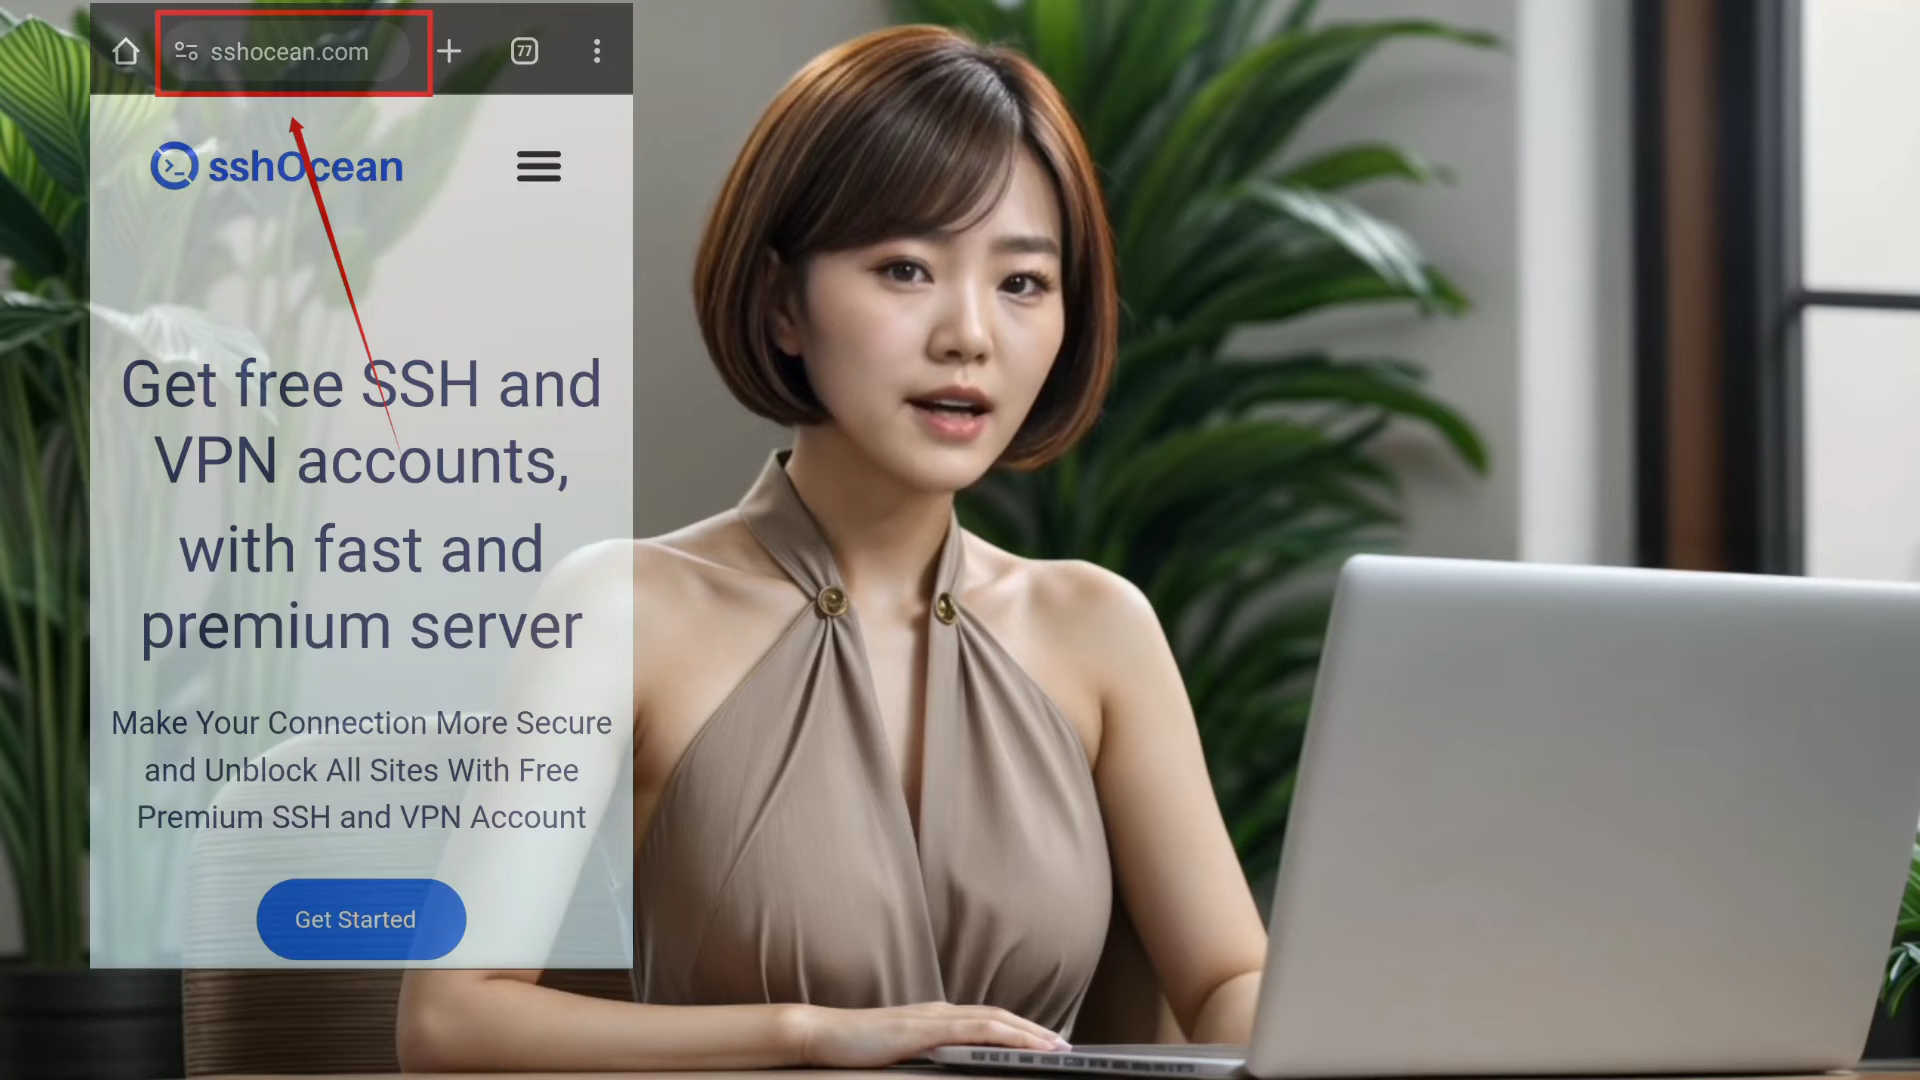 sshocean.com
77
sshOcean
Get free SSH and
VPN accounts,
with fast and
premium server
Make Your Connection More Secure
and Unblock All Sites With Free
Premium SSH and VPN Account
Get Started